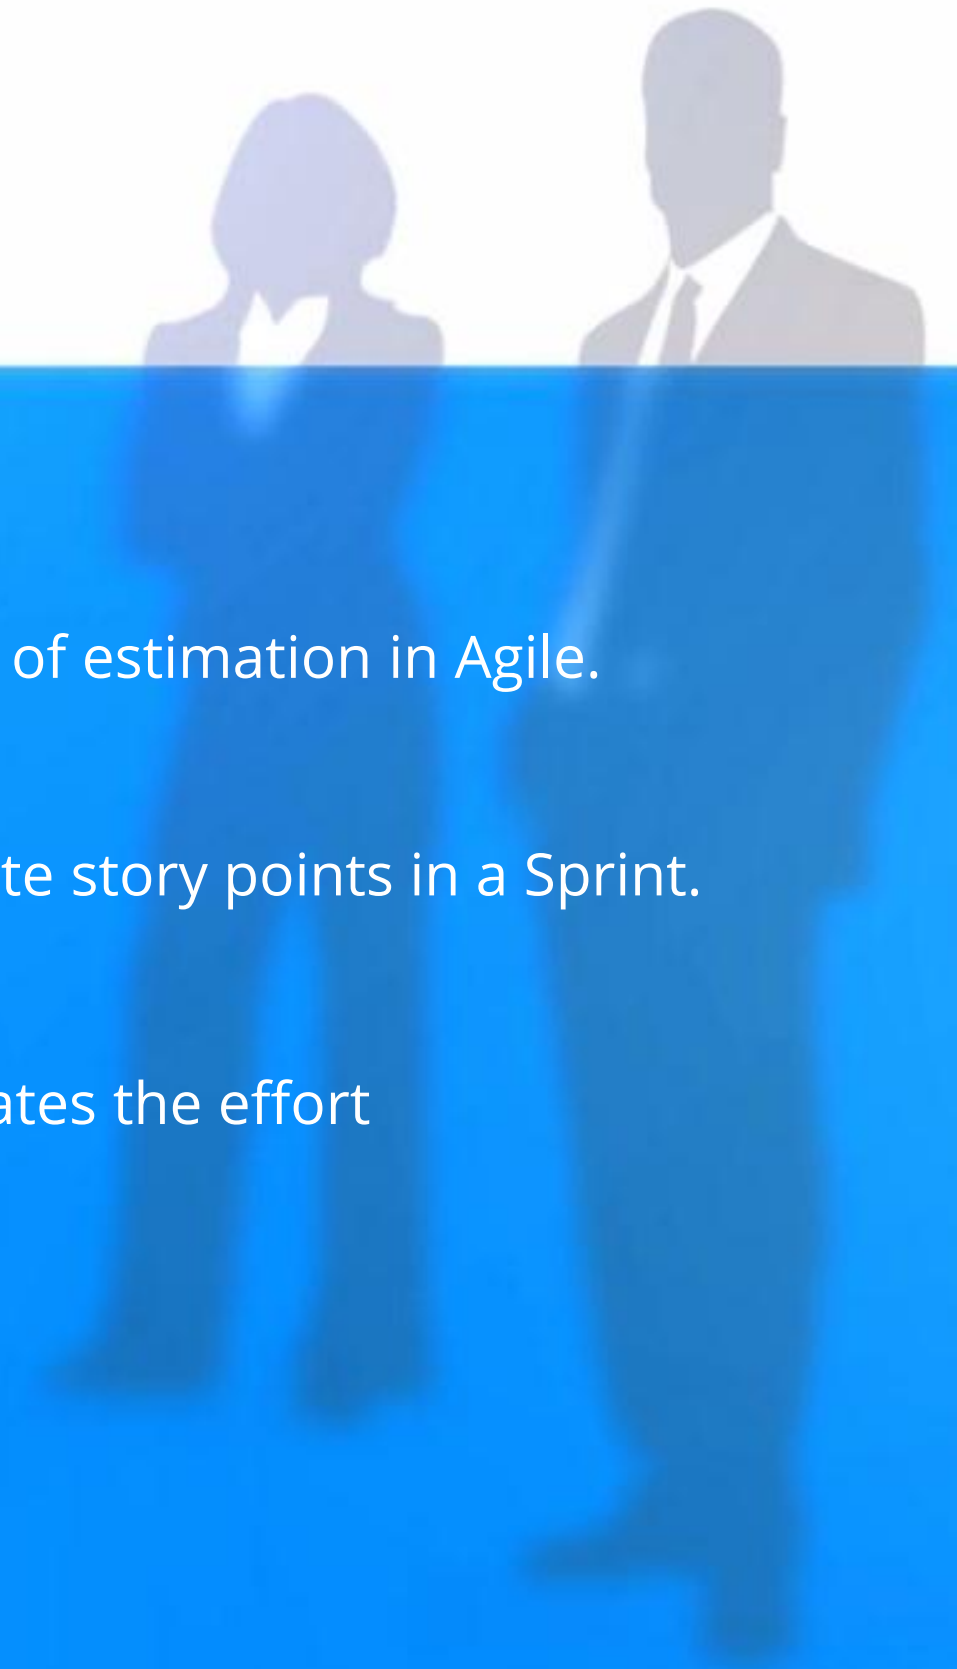 of estimation in Agile.
te story points in a Sprint.
ates the effort